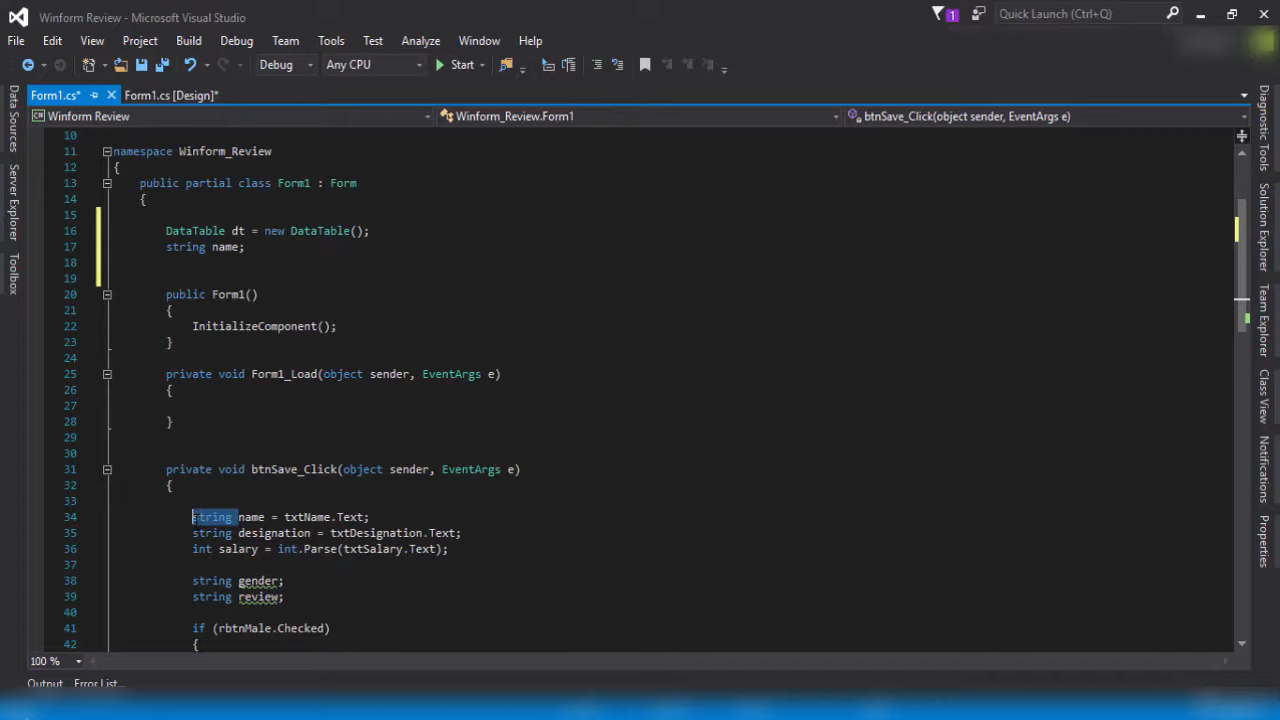 Winform Review - Microsoft Visual Studio
1
Quick Launch (Ctrl+Q)
File Edit View Project Build Debug Team Tools Test Analyze Window Help
Debug Any CPU Start
Form1.cs* Form1.cs [Design]*
Winform Review Winform_Review.Form1 btnSave_Click(object sender, EventArgs e)
Data Sources
Server Explorer
Toolbox
10
11 namespace Winform_Review
12 {
13 public partial class Form1 : Form
14 {
15
16 DataTable dt = new DataTable();
17 string name;
18
19
20 public Form1()
21 {
22 InitializeComponent();
23 }
24
25 private void Form1_Load(object sender, EventArgs e)
26 {
27
28 }
29
30
31 private void btnSave_Click(object sender, EventArgs e)
32 {
33
34 string name = txtName.Text;
35 string designation = txtDesignation.Text;
36 int salary = int.Parse(txtSalary.Text);
37
38 string gender;
39 string review;
40
41 if (rbtnMale.Checked)
42 {
Diagnostic Tools
Solution Explorer
Team Explorer
Class View
Notifications
Properties
100 %
Output Error List...